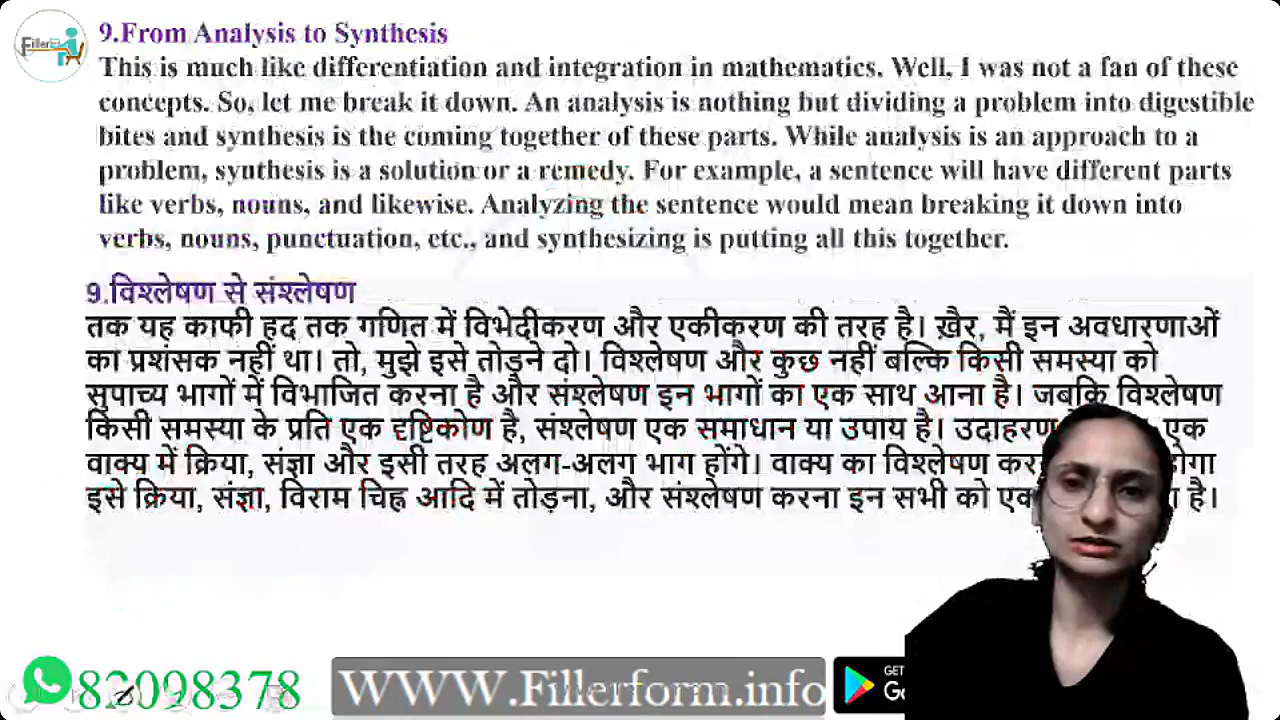 Filler
9.From Analysis to Synthesis
This is much like differentiation and integration in mathematics. Well, I was not a fan of these
concepts. So, let me break it down. An analysis is nothing but dividing a problem into digestible
bites and synthesis is the coming together of these parts. While analysis is an approach to a
problem, synthesis is a solution or a remedy. For example, a sentence will have different parts
like verbs, nouns, and likewise. Analyzing the sentence would mean breaking it down into
verbs, nouns, punctuation, etc., and synthesizing is putting all this together.
9.विश्लेषण से संश्लेषण
तक यह काफी हद तक गणित में विभेदीकरण और एकीकरण की तरह है। ख़ैर, मैं इन अवधारणाओं
का प्रशंसक नहीं था। तो, मुझे इसे तोड़ने दो। विश्लेषण और कुछ नहीं बल्कि किसी समस्या को
सुपाच्य भागों में विभाजित करना है और संश्लेषण इन भागों का एक साथ आना है। जबकि विश्लेषण
किसी समस्या के प्रति एक दृष्टिकोण है, संश्लेषण एक समाधान या उपाय है। उदाहरण एक
वाक्य में क्रिया, संज्ञा और इसी तरह अलग-अलग भाग होंगे। वाक्य का विश्लेषण होगा
इसे क्रिया, संज्ञा, विराम चिह्न आदि में तोड़ना, और संश्लेषण करना इन सभी को है।
82098378
WWW.Fillerform.info
GET